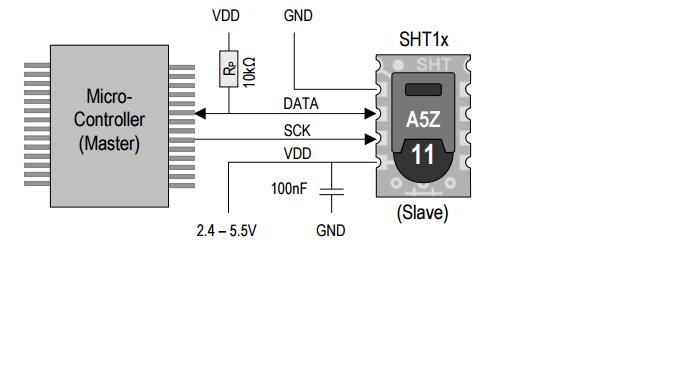 VDD
GND
SHT1x
SHT
RP
10kΩ
Micro-
Controller
(Master)
DATA
A5Z
SCK
VDD
11
100nF
2.4 – 5.5V
GND
(Slave)